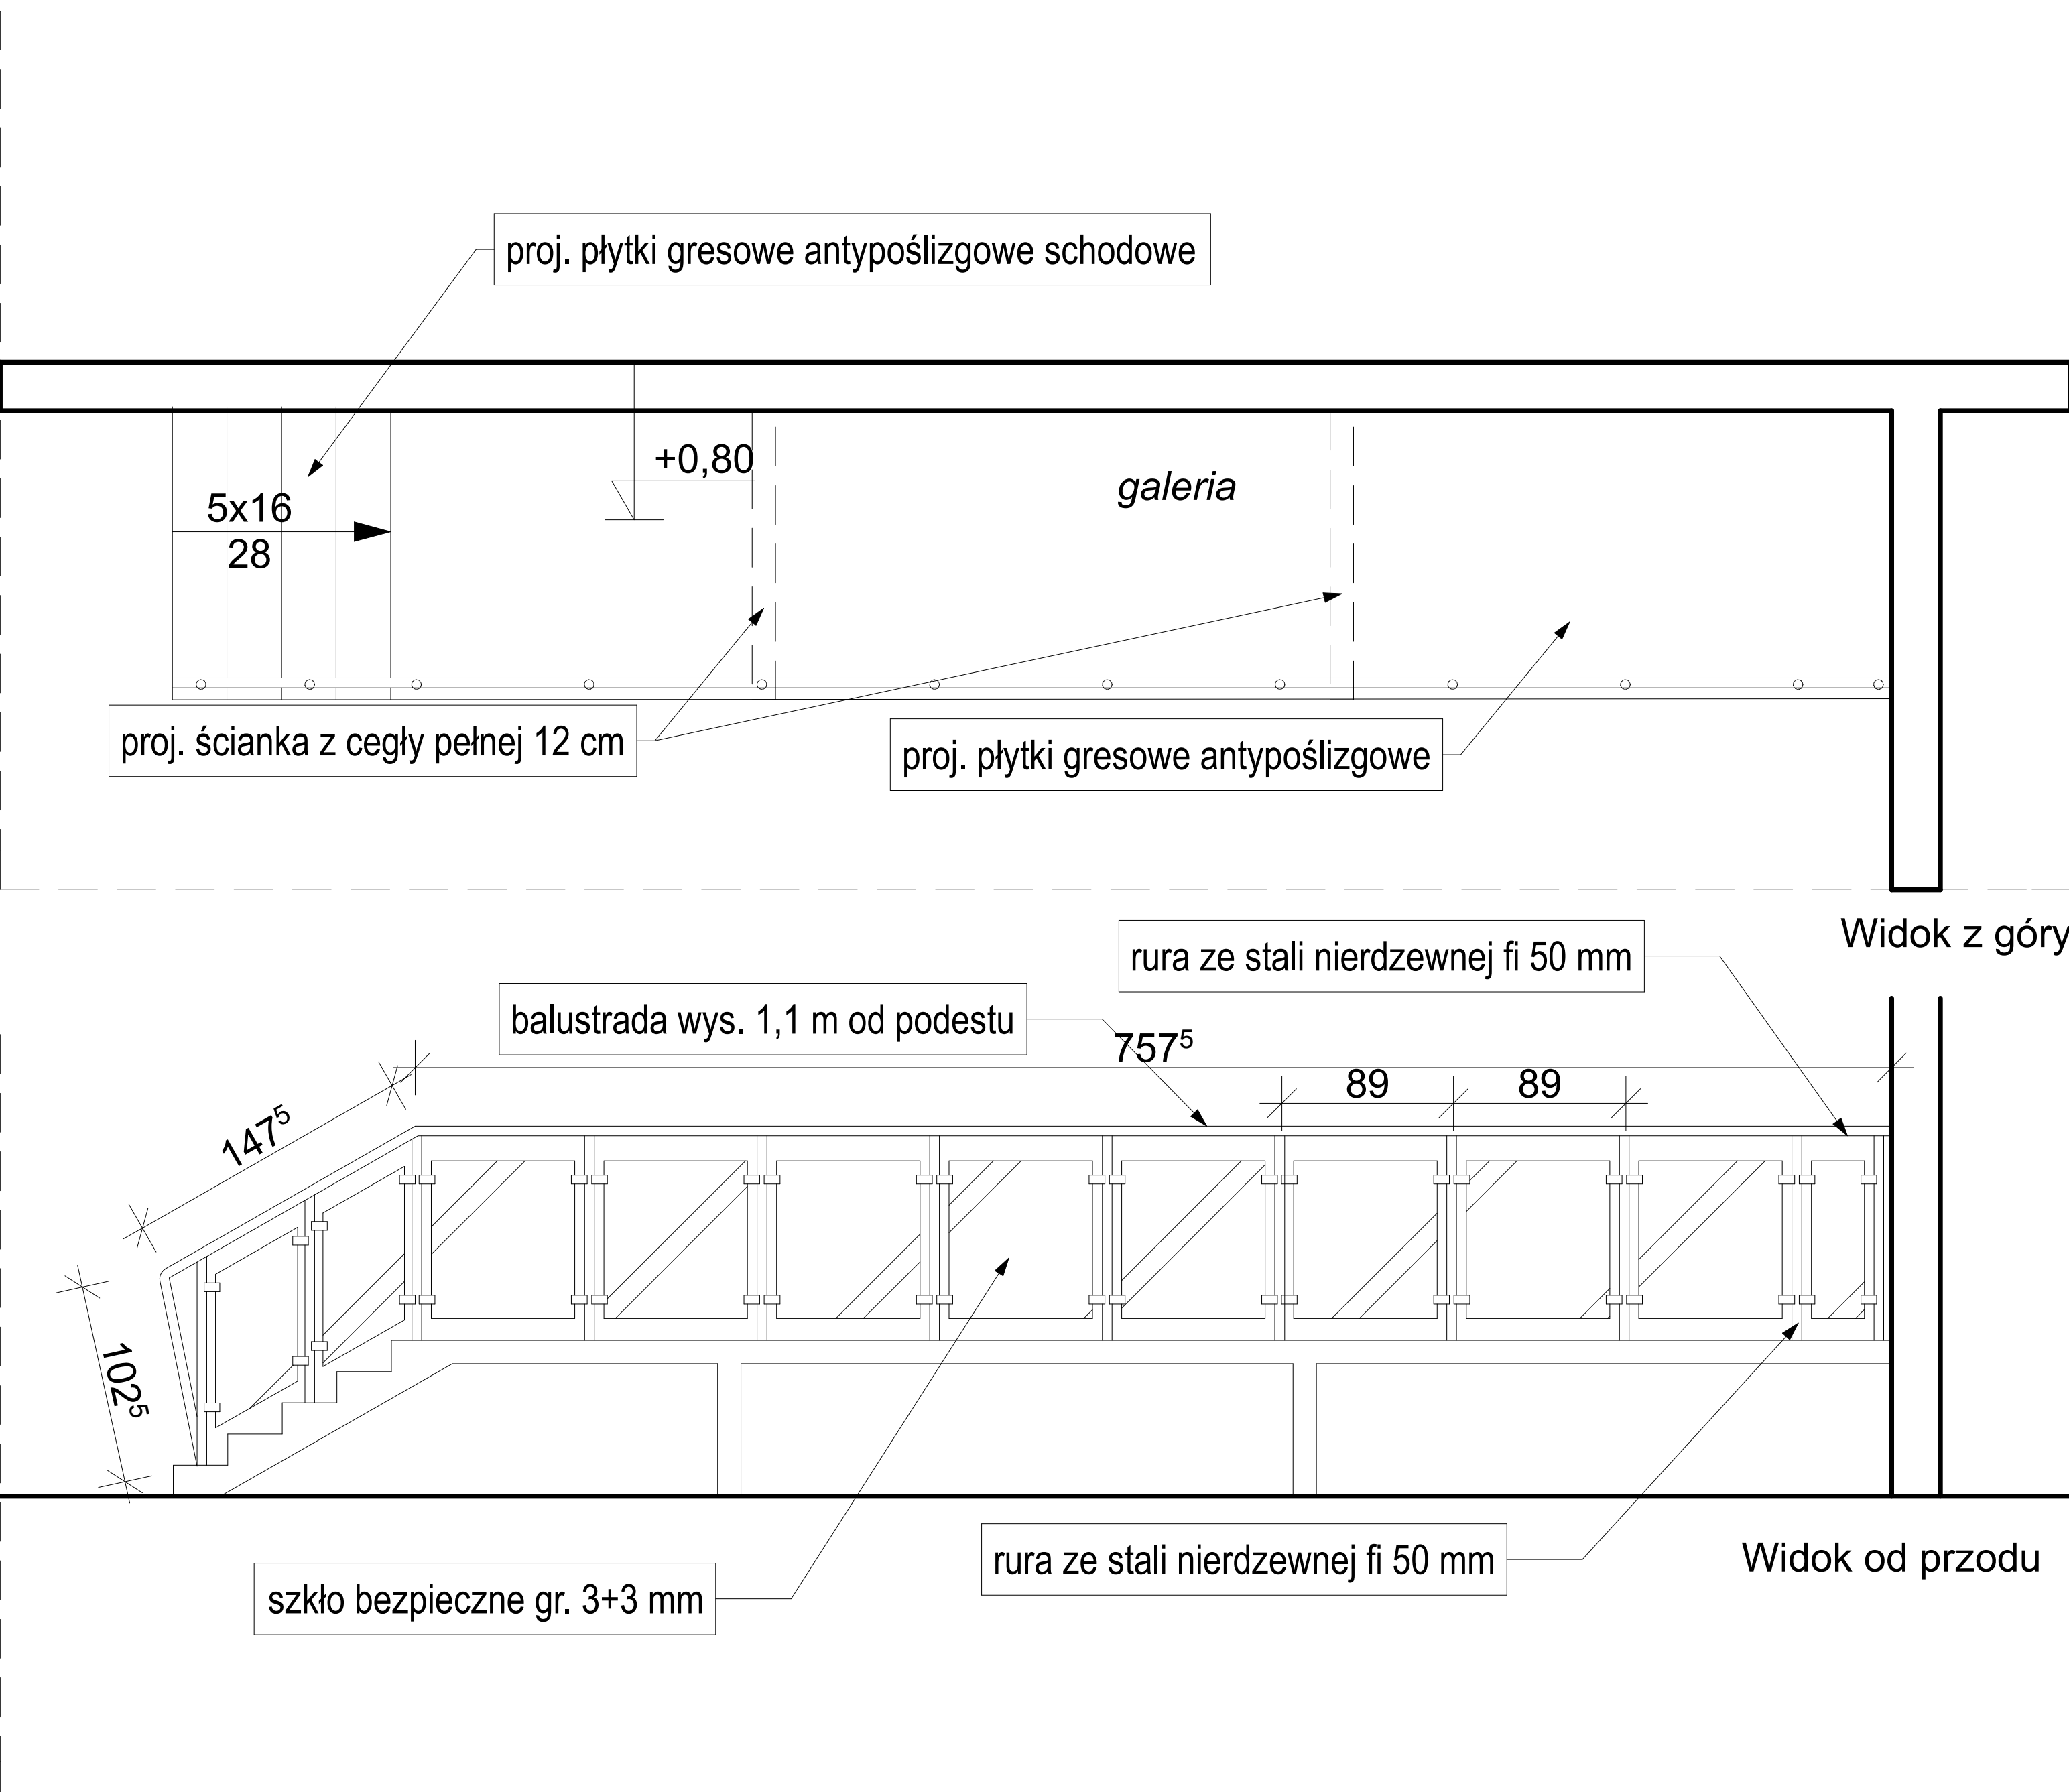 proj. płytki gresowe antypoślizgowe schodowe
+0,80
galeria
5x16
28
proj. ścianka z cegły pełnej 12 cm
proj. płytki gresowe antypoślizgowe
Widok z góry
rura ze stali nierdzewnej fi 50 mm
balustrada wys. 1,1 m od podestu
757⁵
89
89
147⁵
102⁵
rura ze stali nierdzewnej fi 50 mm
Widok od przodu
szkło bezpieczne gr. 3+3 mm